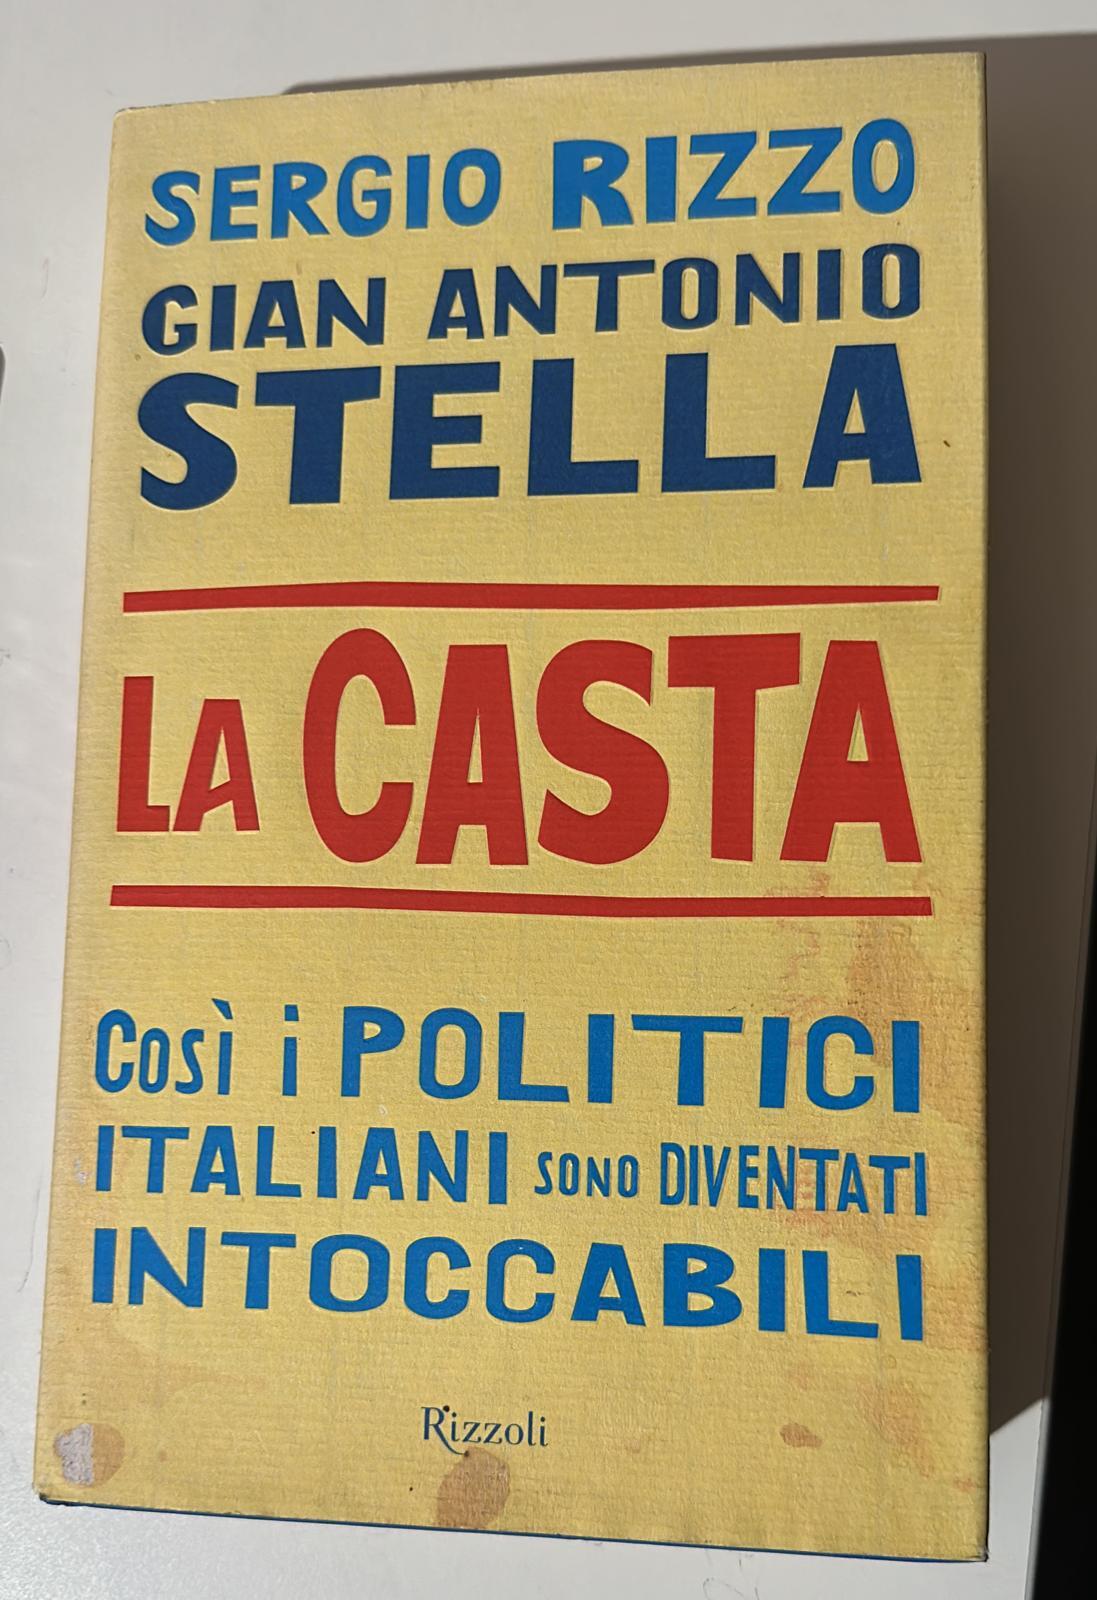 SERGIO RIZZO
GIAN ANTONIO
STELLA
LA CASTA
Così i POLITICI
ITALIANI SONO DIVENTATI
INTOCCABILI
Rizzoli